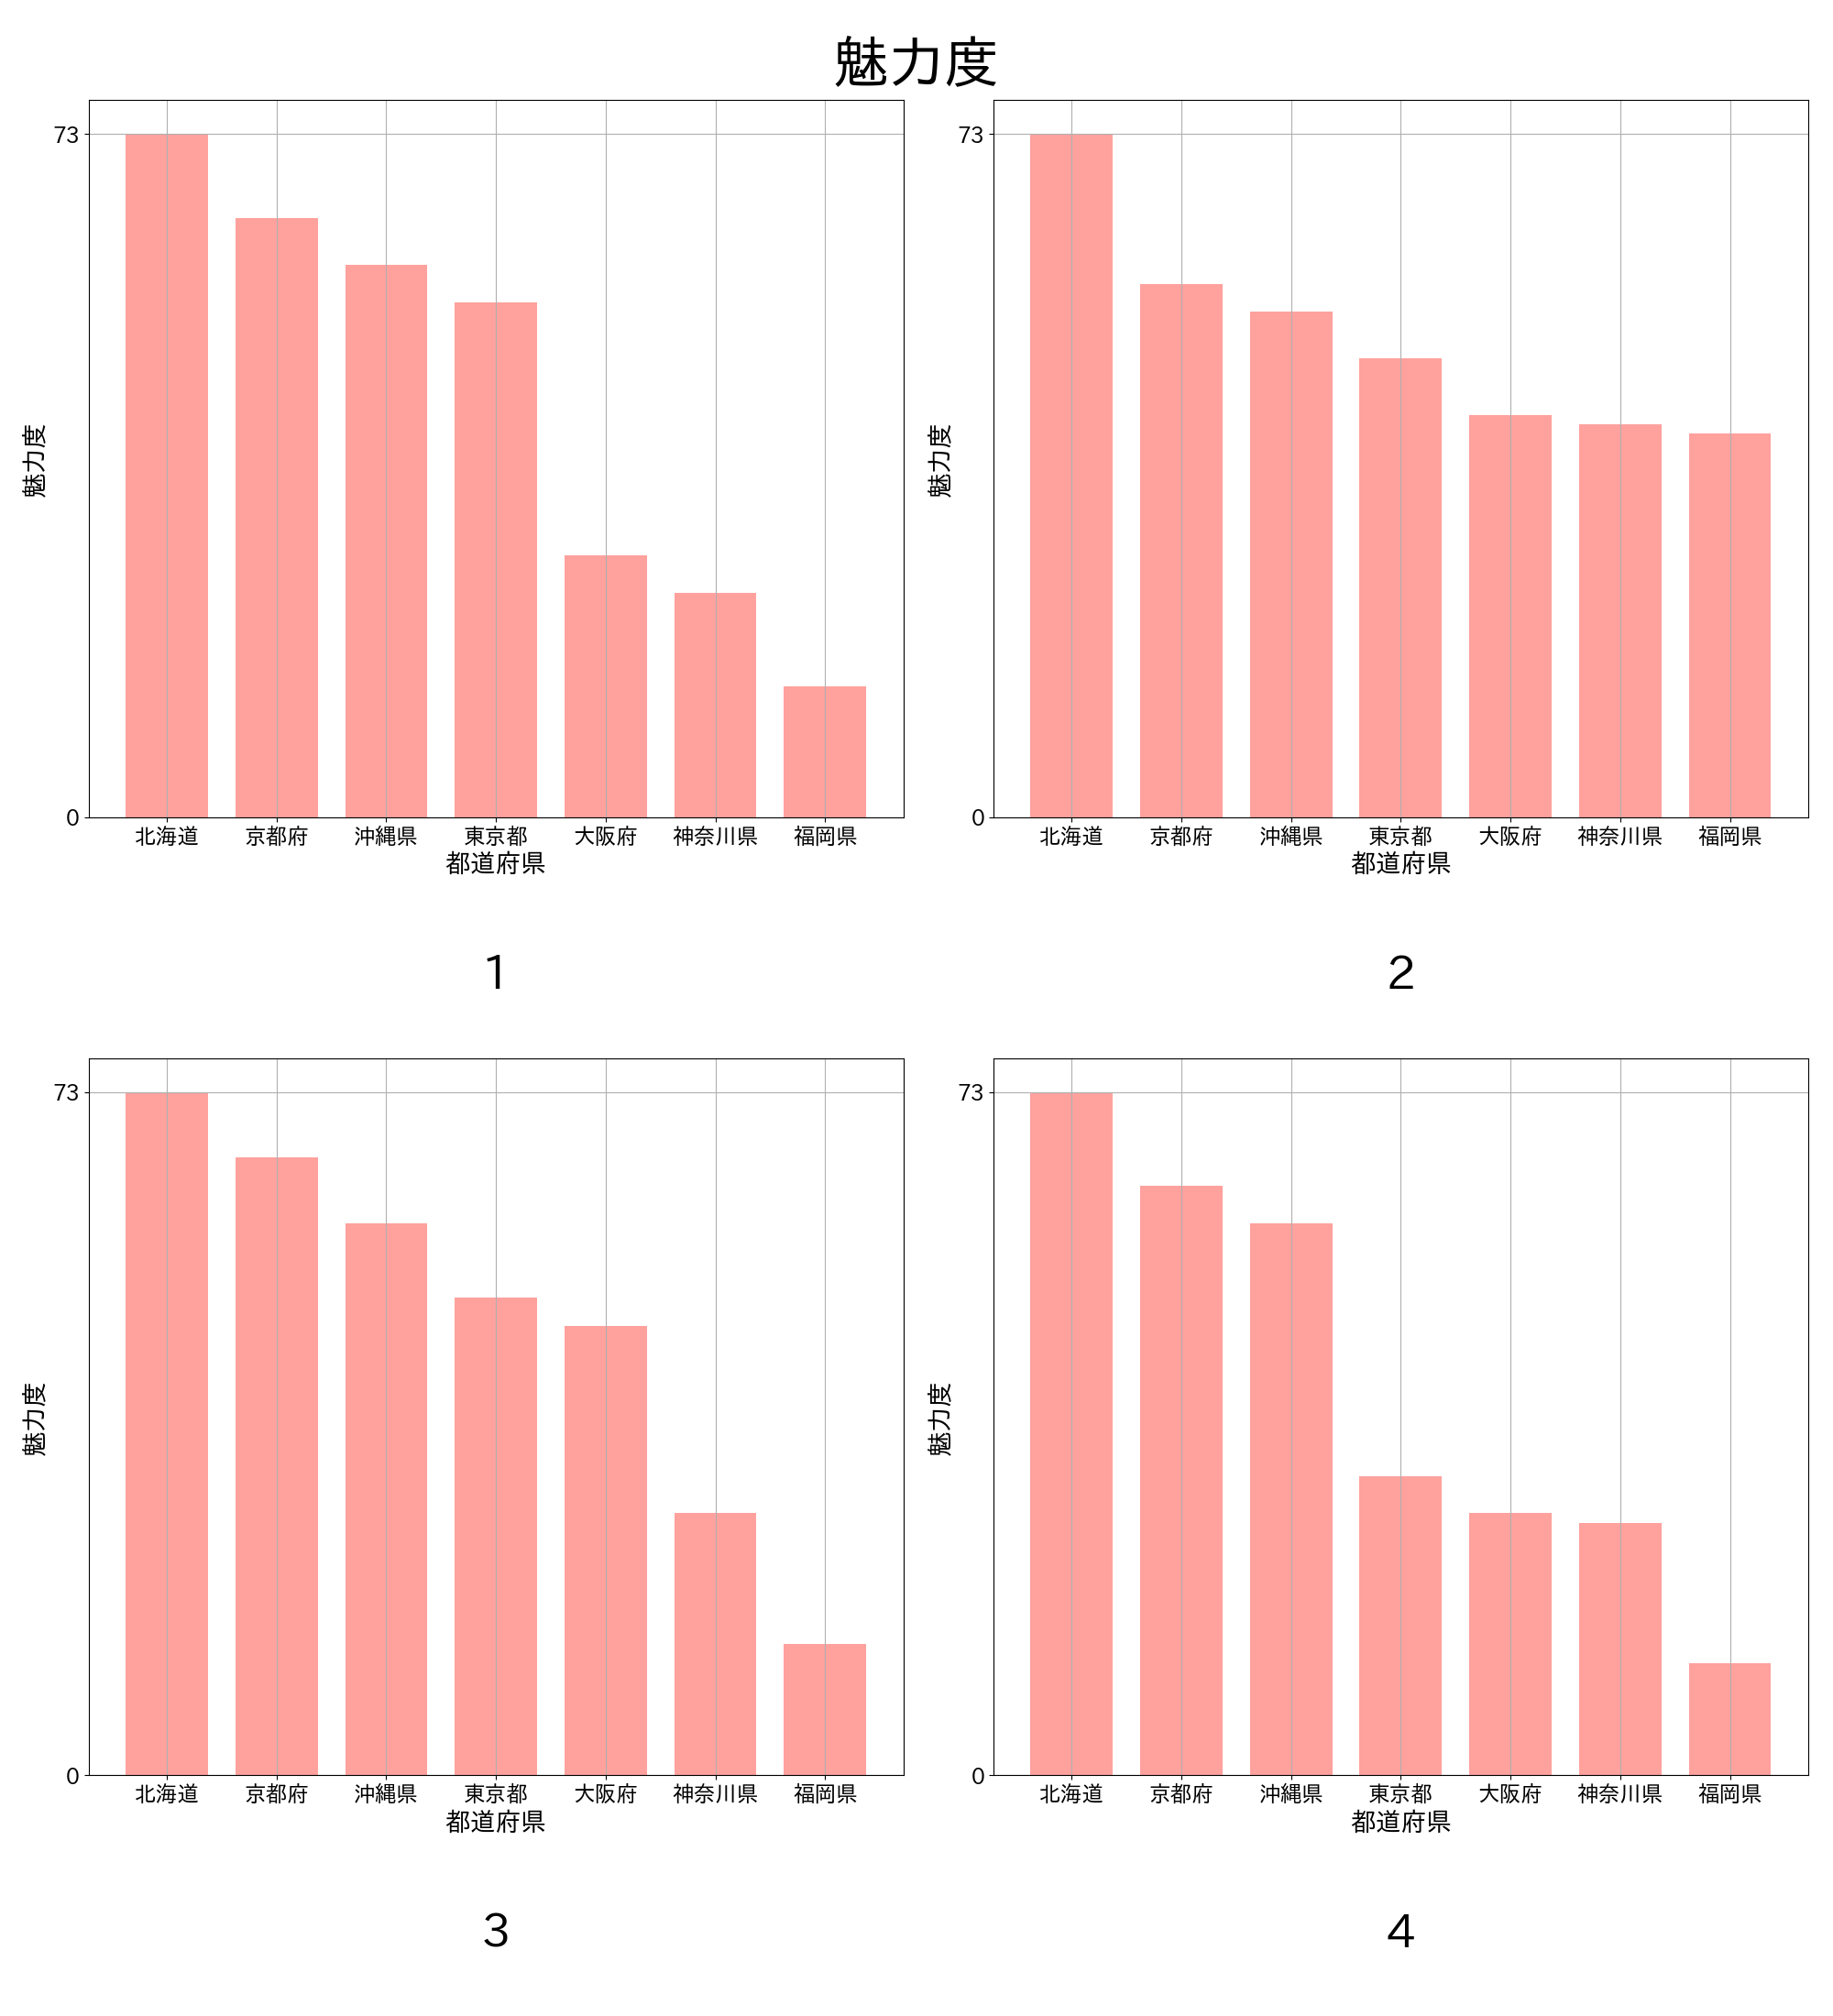 魅力度
73
魅力度
0
北海道 京都府 沖縄県 東京都 大阪府 神奈川県 福岡県
都道府県
1
73
魅力度
0
北海道 京都府 沖縄県 東京都 大阪府 神奈川県 福岡県
都道府県
2
73
魅力度
0
北海道 京都府 沖縄県 東京都 大阪府 神奈川県 福岡県
都道府県
3
73
魅力度
0
北海道 京都府 沖縄県 東京都 大阪府 神奈川県 福岡県
都道府県
4